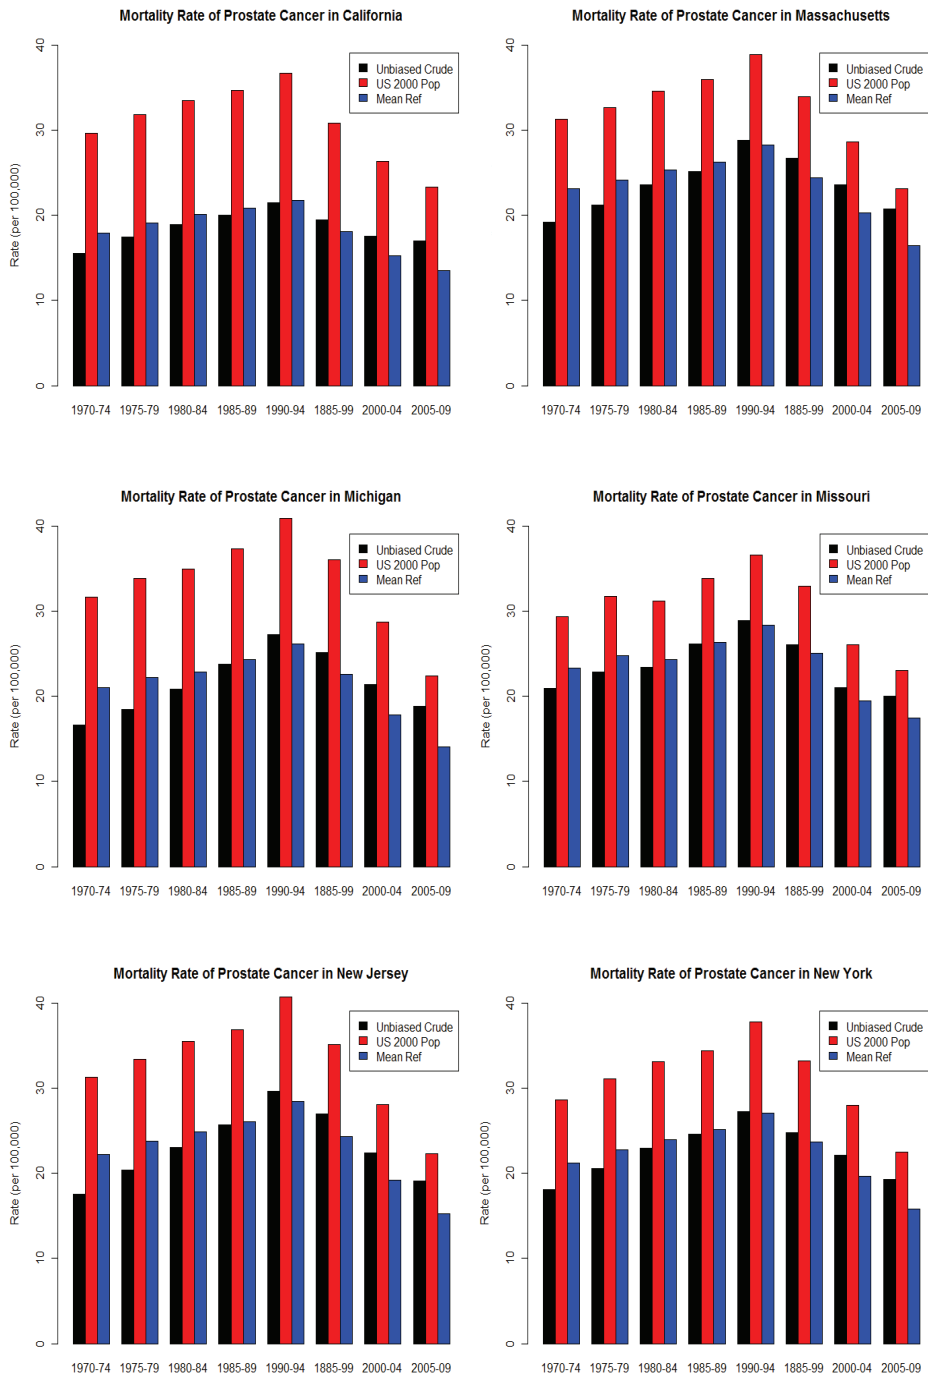 Mortality Rate of Prostate Cancer in California
Rate (per 100,000)
0
10
20
30
40
Unbiased Crude
US 2000 Pop
Mean Ref
1970-74 1975-79 1980-84 1985-89 1990-94 1885-99 2000-04 2005-09
Mortality Rate of Prostate Cancer in Massachusetts
Rate (per 100,000)
0
10
20
30
40
Unbiased Crude
US 2000 Pop
Mean Ref
1970-74 1975-79 1980-84 1985-89 1990-94 1885-99 2000-04 2005-09
Mortality Rate of Prostate Cancer in Michigan
Rate (per 100,000)
0
10
20
30
40
Unbiased Crude
US 2000 Pop
Mean Ref
1970-74 1975-79 1980-84 1985-89 1990-94 1885-99 2000-04 2005-09
Mortality Rate of Prostate Cancer in Missouri
Rate (per 100,000)
0
10
20
30
40
Unbiased Crude
US 2000 Pop
Mean Ref
1970-74 1975-79 1980-84 1985-89 1990-94 1885-99 2000-04 2005-09
Mortality Rate of Prostate Cancer in New Jersey
Rate (per 100,000)
0
10
20
30
40
Unbiased Crude
US 2000 Pop
Mean Ref
1970-74 1975-79 1980-84 1985-89 1990-94 1885-99 2000-04 2005-09
Mortality Rate of Prostate Cancer in New York
Rate (per 100,000)
0
10
20
30
40
Unbiased Crude
US 2000 Pop
Mean Ref
1970-74 1975-79 1980-84 1985-89 1990-94 1885-99 2000-04 2005-09